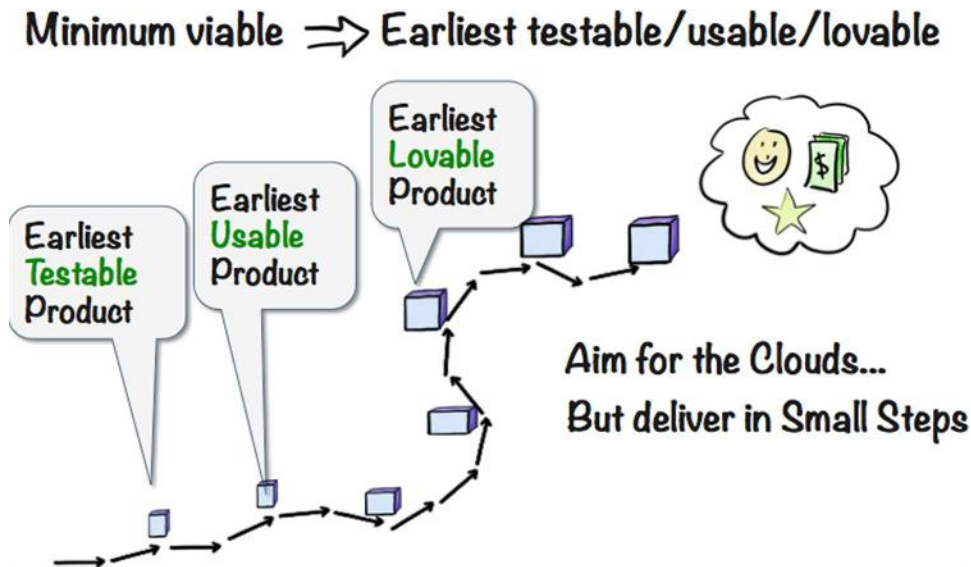 Minimum viable ⇒ Earliest testable/usable/lovable
Earliest
Testable
Product
Earliest
Usable
Product
Earliest
Lovable
Product
$
Aim for the Clouds...
But deliver in Small Steps